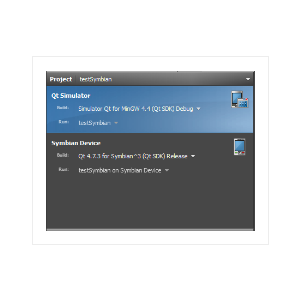 Project testSymbian
Qt Simulator
Build: Simulator Qt for MinGW 4.4 (Qt SDK) Debug
Run: testSymbian
Symbian Device
Build: Qt 4.7.3 for Symbian^3 (Qt SDK) Release
Run: testSymbian on Symbian Device